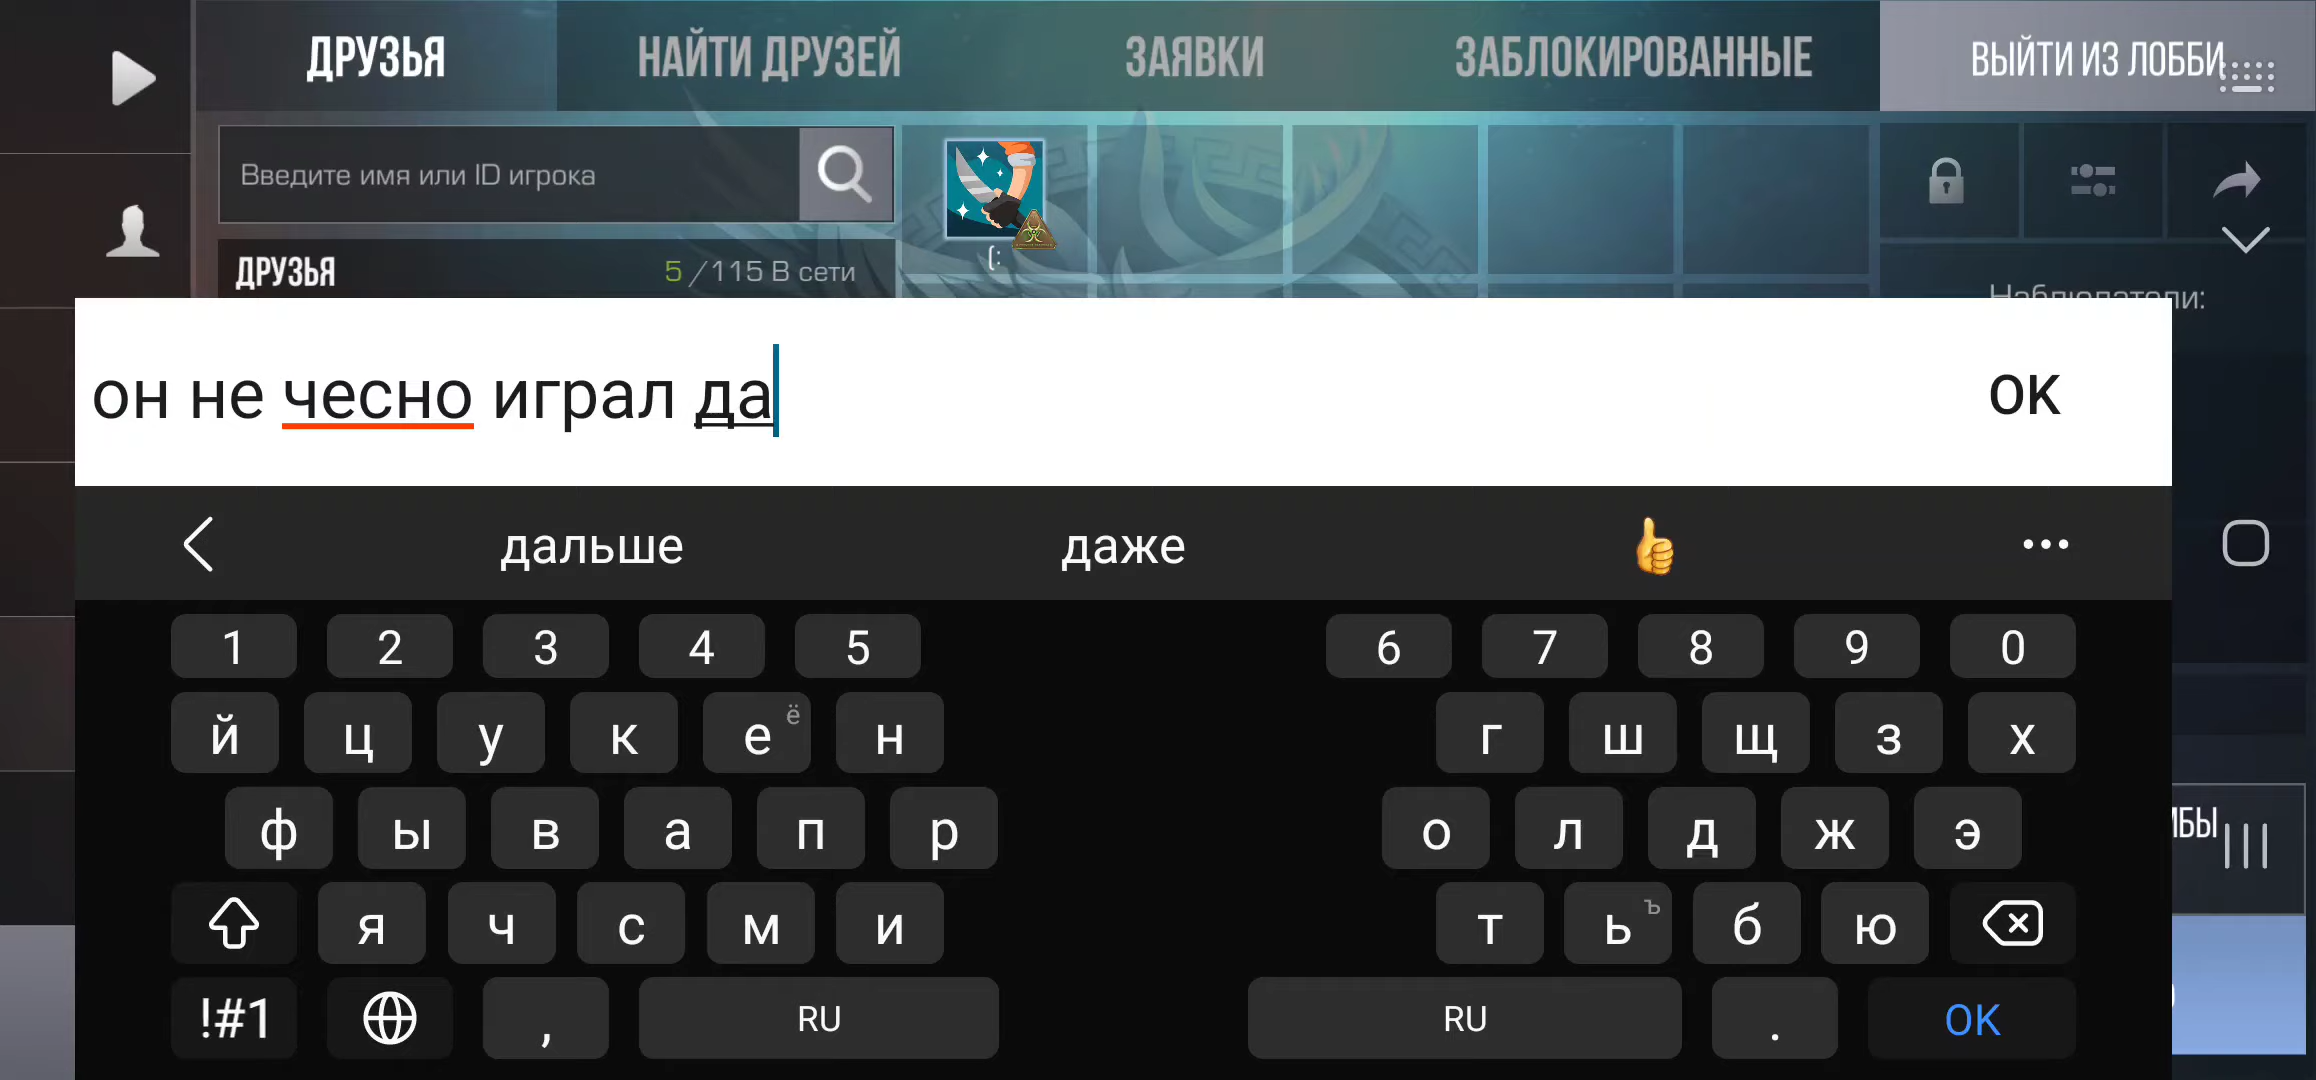 ДРУЗЬЯ
НАЙТИ ДРУЗЕЙ
ЗАЯВКИ
ЗАБЛОКИРОВАННЫЕ
ВЫЙТИ ИЗ ЛОББИ
Введите имя или ID игрока
(:
ДРУЗЬЯ 5/115 В сети
Наблюдатели:
он не чесно играл да
OK
дальше даже 👍 ...
1 2 3 4 5 6 7 8 9 0
й ц у к е ё н г ш щ з х
ф ы в а п р о л д ж э
я ч с м и т ь ъ б ю
!#1 , RU RU . OK